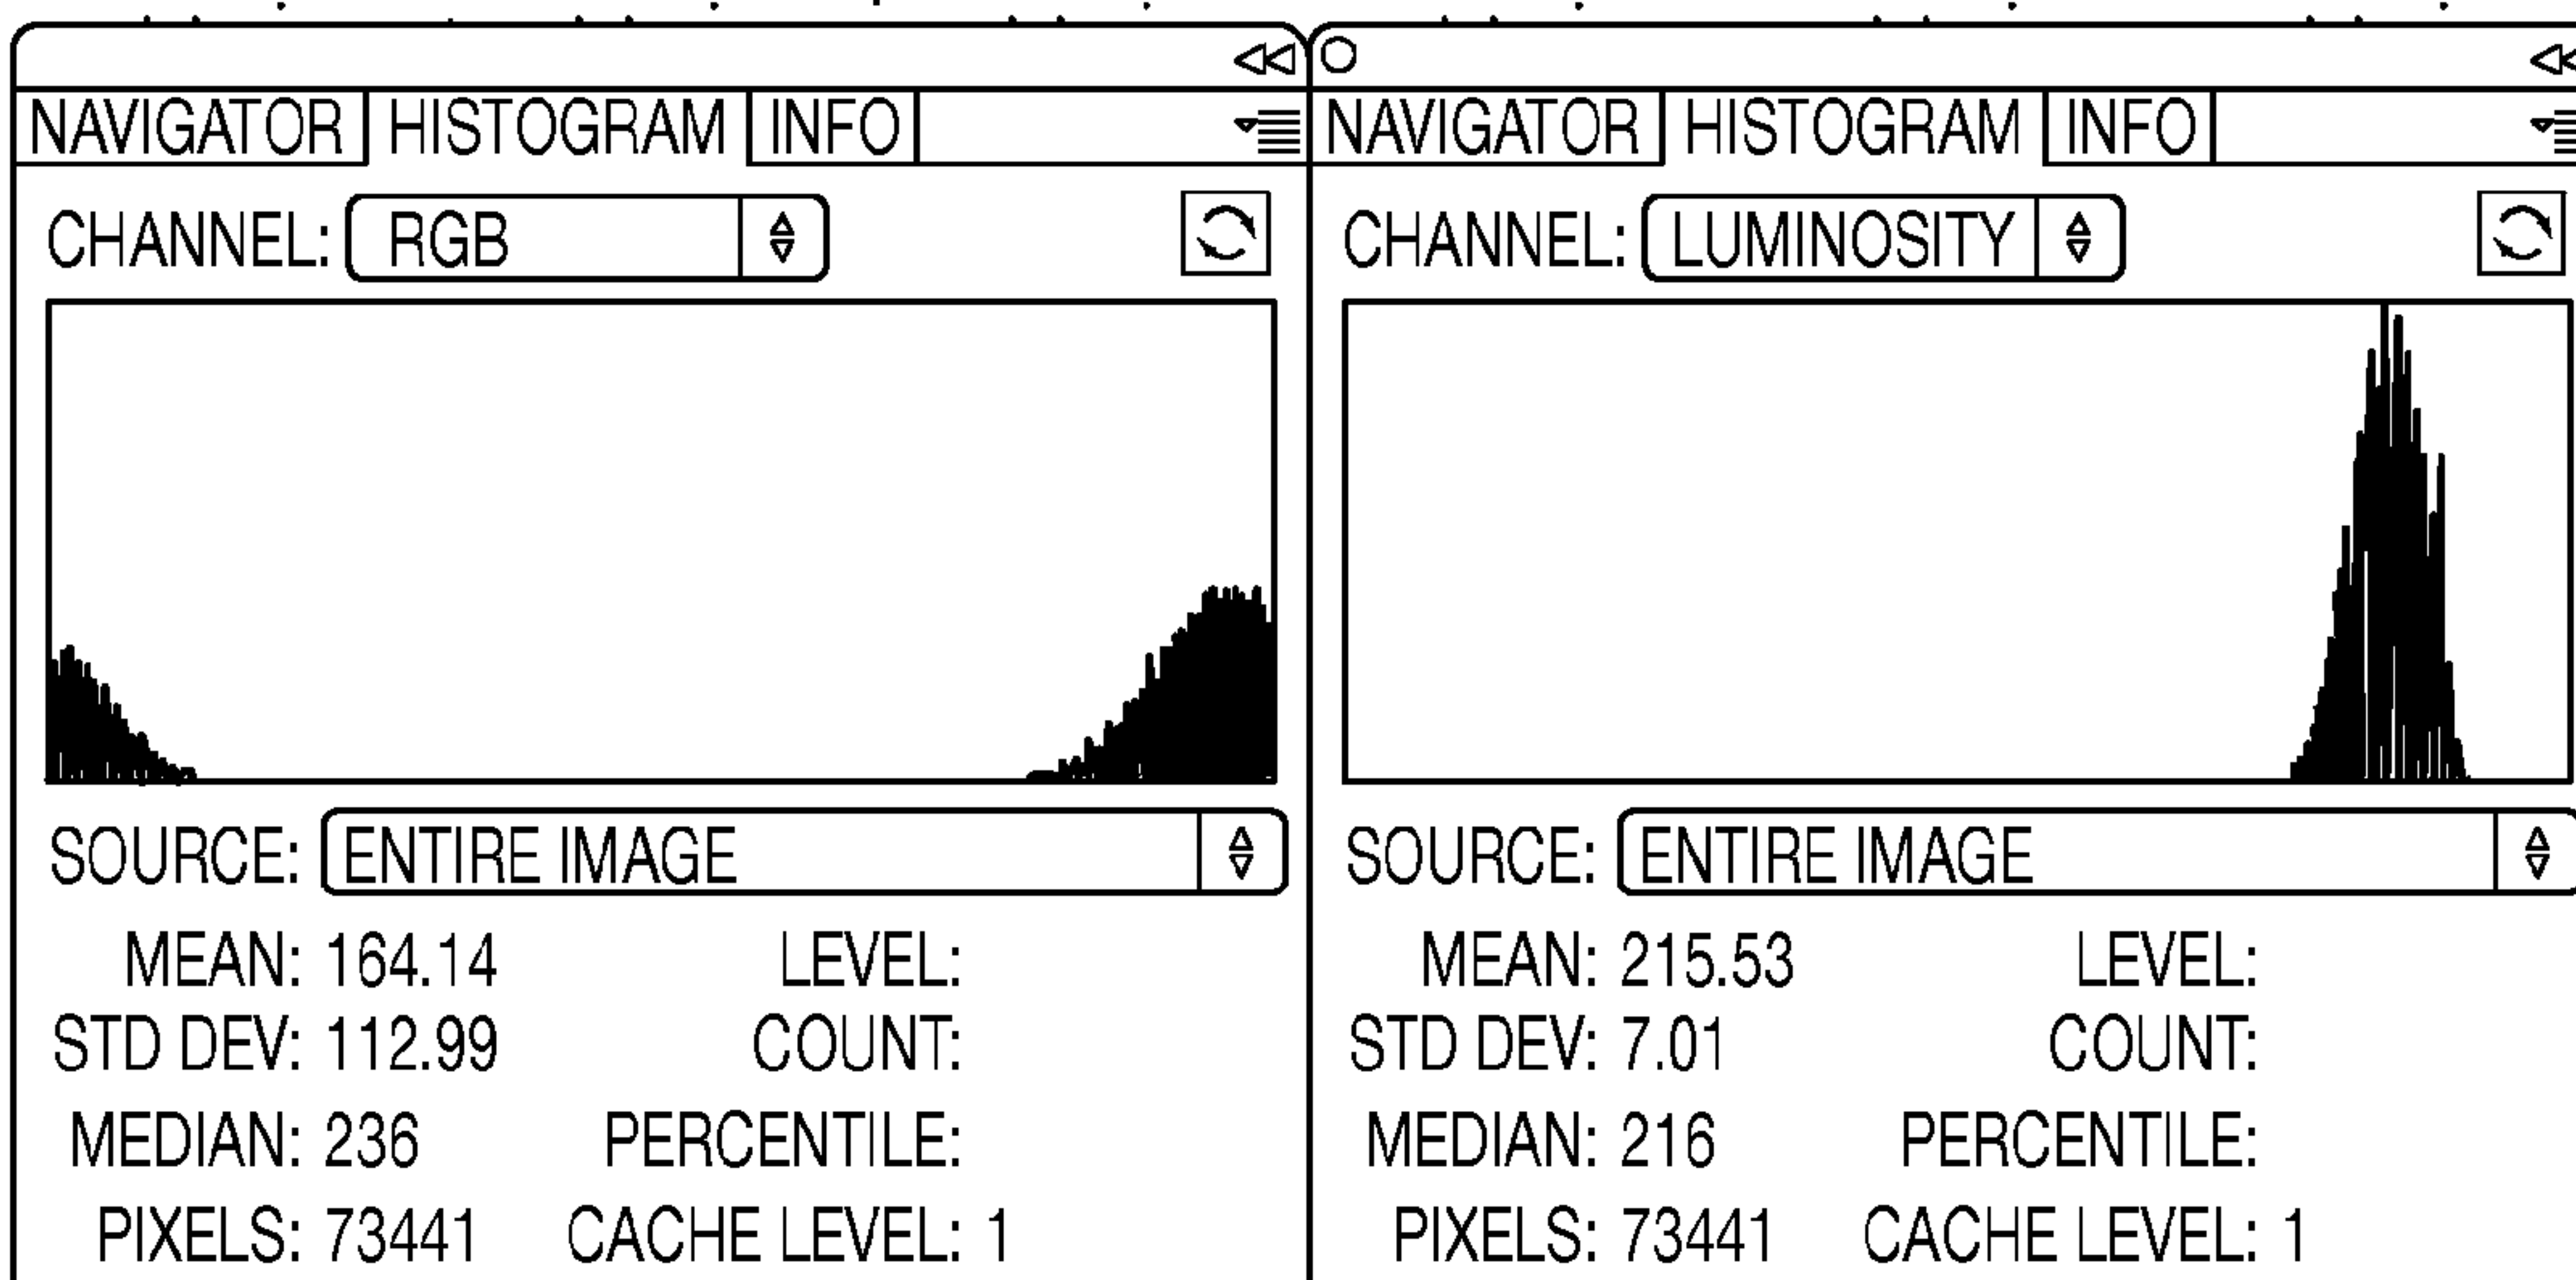 NAVIGATOR HISTOGRAM INFO
CHANNEL: RGB
SOURCE: ENTIRE IMAGE
MEAN: 164.14 LEVEL:
STD DEV: 112.99 COUNT:
MEDIAN: 236 PERCENTILE:
PIXELS: 73441 CACHE LEVEL: 1
NAVIGATOR HISTOGRAM INFO
CHANNEL: LUMINOSITY
SOURCE: ENTIRE IMAGE
MEAN: 215.53 LEVEL:
STD DEV: 7.01 COUNT:
MEDIAN: 216 PERCENTILE:
PIXELS: 73441 CACHE LEVEL: 1